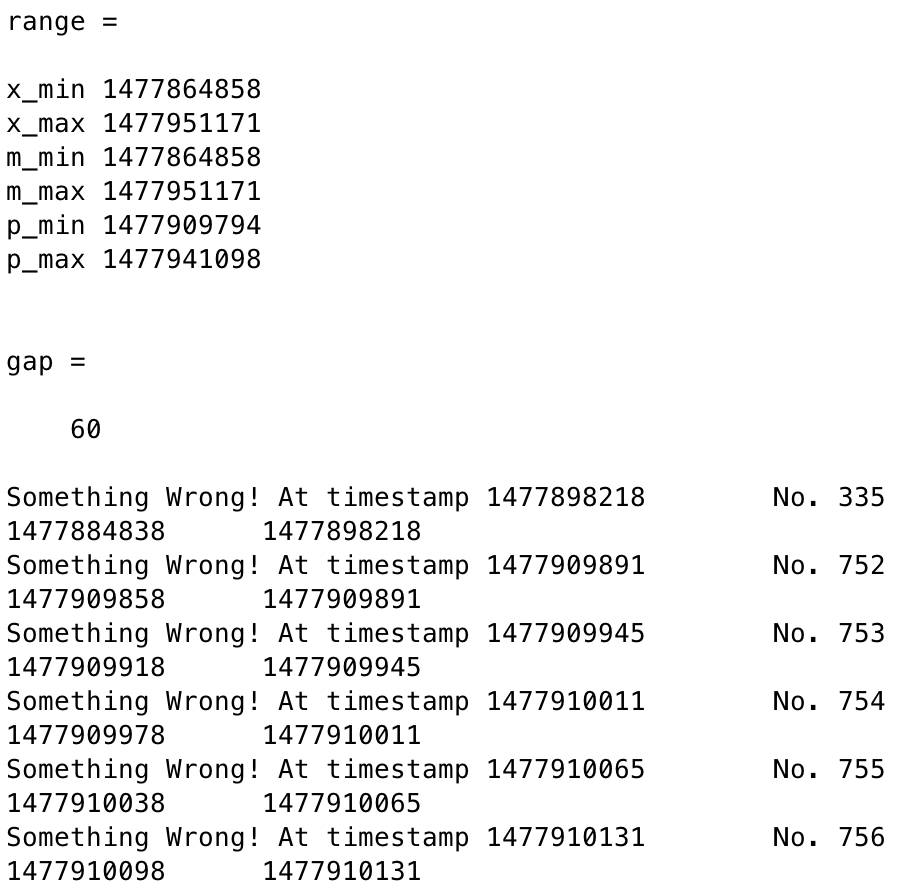 range =
x_min 1477864858
x_max 1477951171
m_min 1477864858
m_max 1477951171
p_min 1477909794
p_max 1477941098
gap =
60
Something Wrong! At timestamp 1477898218 No. 335
1477884838 1477898218
Something Wrong! At timestamp 1477909891 No. 752
1477909858 1477909891
Something Wrong! At timestamp 1477909945 No. 753
1477909918 1477909945
Something Wrong! At timestamp 1477910011 No. 754
1477909978 1477910011
Something Wrong! At timestamp 1477910065 No. 755
1477910038 1477910065
Something Wrong! At timestamp 1477910131 No. 756
1477910098 1477910131